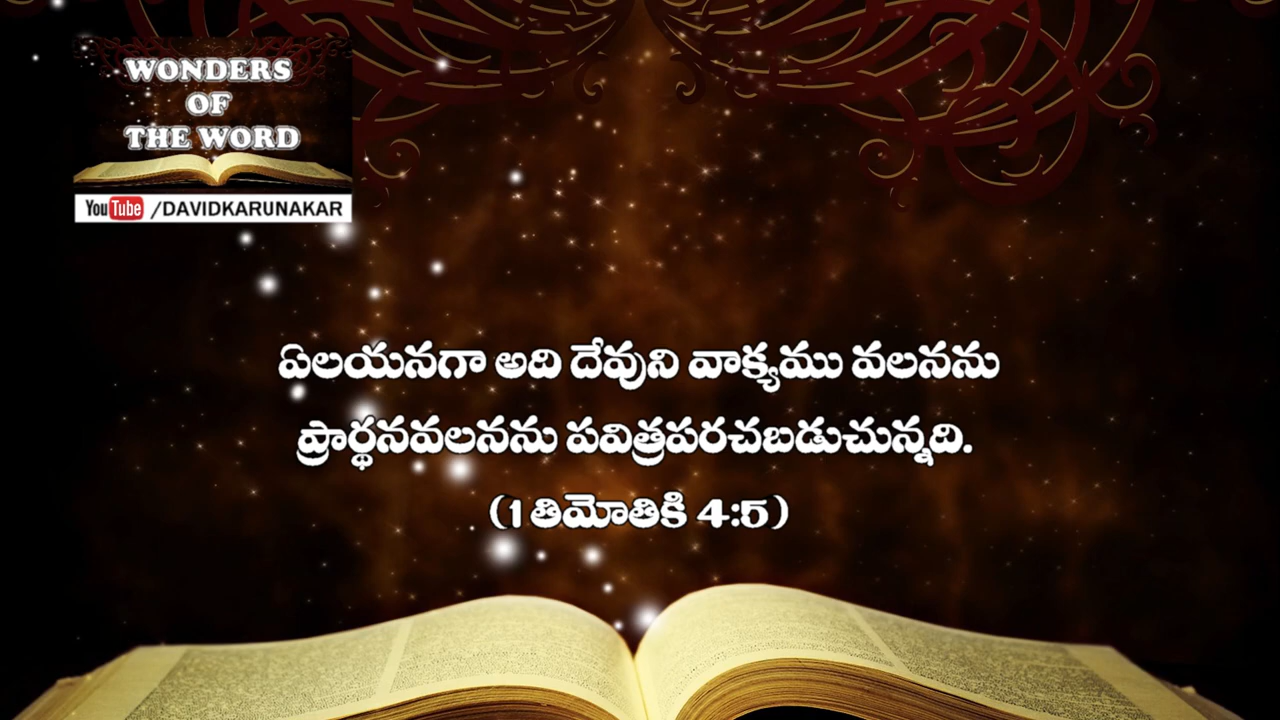 WONDERS
OF
THE WORD
YouTube /DAVIDKARUNAKAR
ఏలయనగా అది దేవుని వాక్యము వలనను
ప్రార్థనవలనను పవిత్రపరచబడుచున్నది.
(1 తిమోతికి 4:5)